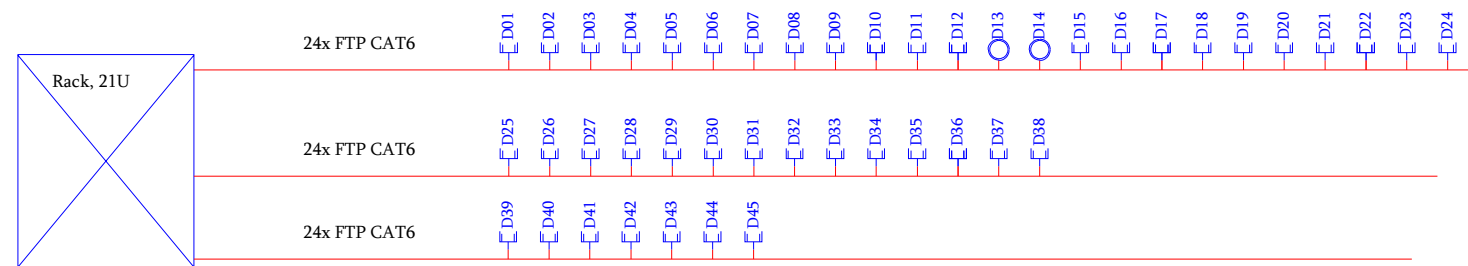 24x FTP CAT6 D01 D02 D03 D04 D05 D06 D07 D08 D09 D10 D11 D12 D13 D14 D15 D16 D17 D18 D19 D20 D21 D22 D23 D24
Rack, 21U
24x FTP CAT6 D25 D26 D27 D28 D29 D30 D31 D32 D33 D34 D35 D36 D37 D38
24x FTP CAT6 D39 D40 D41 D42 D43 D44 D45